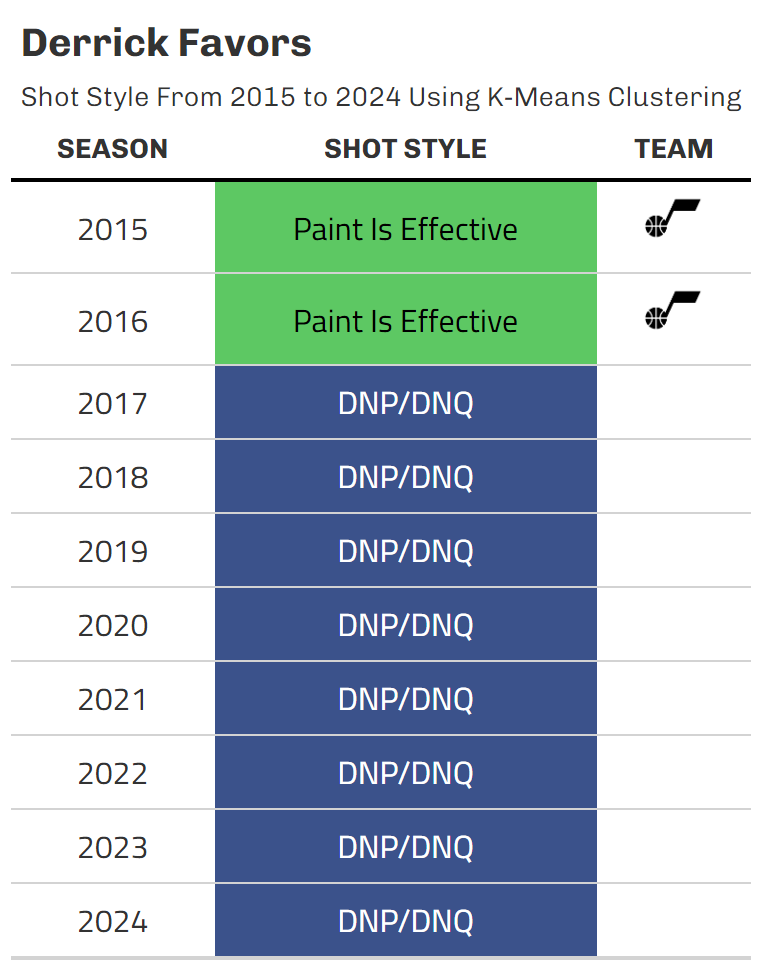 Derrick Favors
Shot Style From 2015 to 2024 Using K-Means Clustering
SEASON SHOT STYLE TEAM
2015 Paint Is Effective
2016 Paint Is Effective
2017 DNP/DNQ
2018 DNP/DNQ
2019 DNP/DNQ
2020 DNP/DNQ
2021 DNP/DNQ
2022 DNP/DNQ
2023 DNP/DNQ
2024 DNP/DNQ